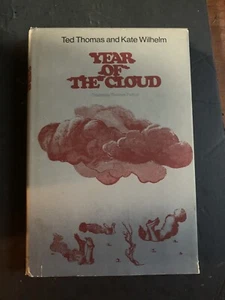 Ted Thomas and Kate Wilhelm
YEAR
OF
THE CLOUD